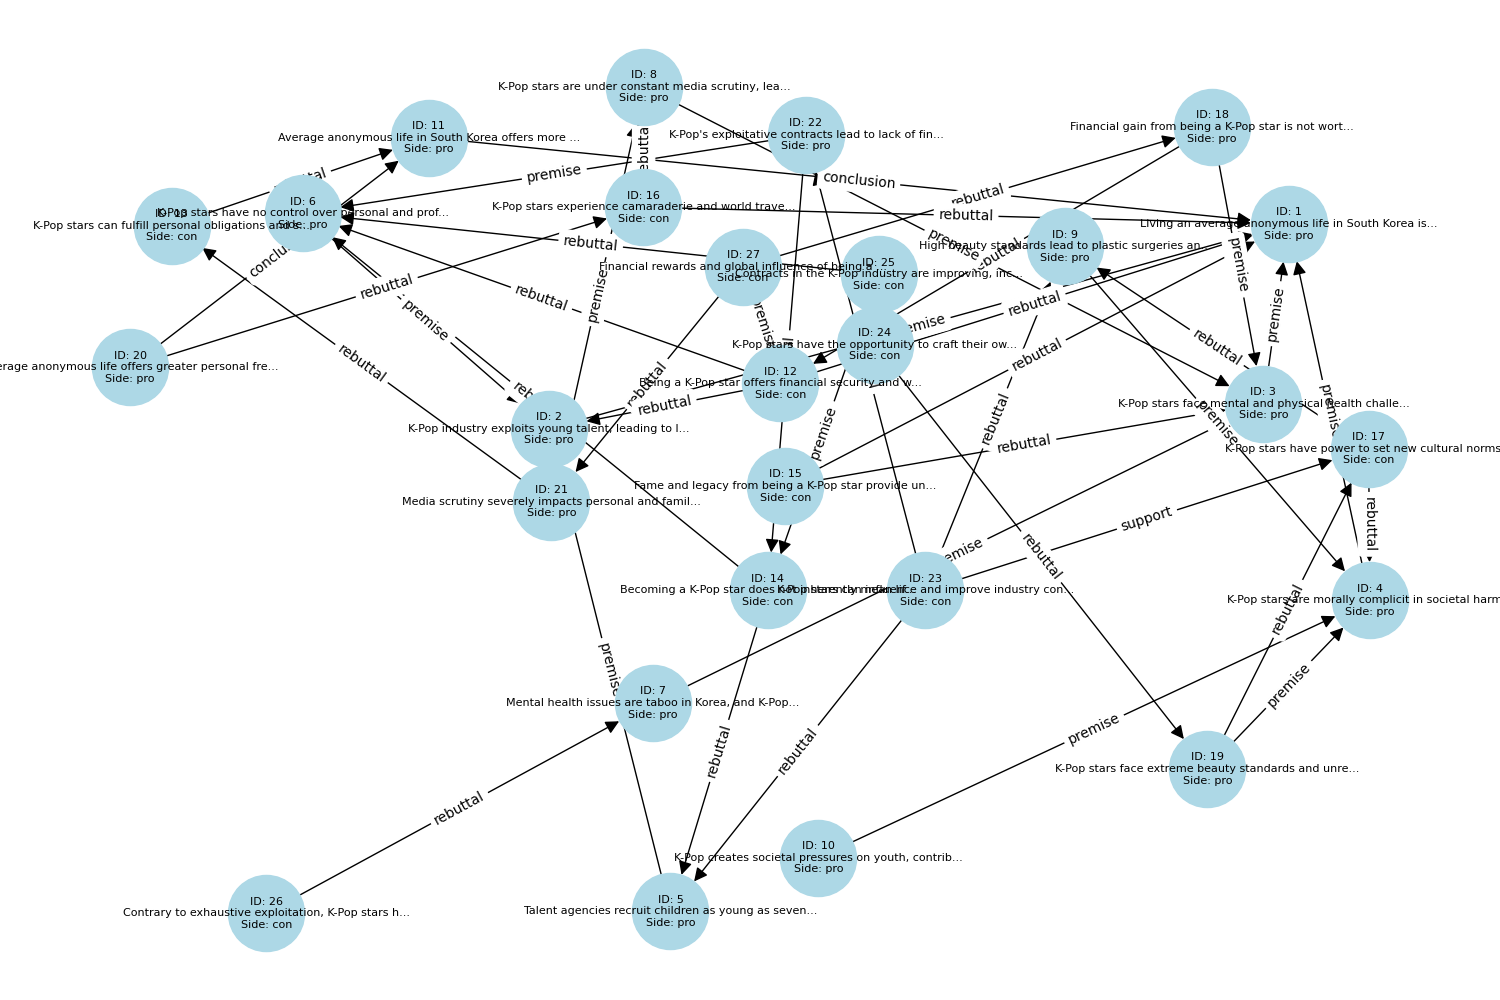 ID: 8
K-Pop stars are under constant media scrutiny, lea...
Side: pro
ID: 22
K-Pop's exploitative contracts lead to lack of fin...
Side: pro
ID: 18
Financial gain from being a K-Pop star is not wort...
Side: pro
ID: 11
Average anonymous life in South Korea offers more ...
Side: pro
ID: 6
K-Pop stars have no control over personal and prof...
Side: pro
K-Pop stars can fulfill personal obligations and s...
Side: con
ID: 16
K-Pop stars experience camaraderie and world trave...
Side: con
ID: 1
Living an average anonymous life in South Korea is...
Side: pro
ID: 9
High beauty standards lead to plastic surgeries an...
Side: pro
ID: 27
Financial rewards and global influence of being a
Side: con
ID: 25
Contracts in the K-Pop industry are improving, inc...
Side: con
ID: 24
K-Pop stars have the opportunity to craft their ow...
Side: con
ID: 20
erage anonymous life offers greater personal fre...
Side: pro
ID: 12
Being a K-Pop star offers financial security and w...
Side: con
ID: 3
K-Pop stars face mental and physical health challe...
Side: pro
ID: 2
K-Pop industry exploits young talent, leading to l...
Side: pro
ID: 17
K-Pop stars have power to set new cultural norms
Side: con
ID: 15
Fame and legacy from being a K-Pop star provide un...
Side: con
ID: 21
Media scrutiny severely impacts personal and famil...
Side: pro
ID: 14
Becoming a K-Pop star does not inherently mean lif...
Side: con
ID: 23
K-Pop stars can influence and improve industry con...
Side: con
ID: 4
K-Pop stars are morally complicit in societal harm
Side: pro
ID: 7
Mental health issues are taboo in Korea, and K-Pop...
Side: pro
ID: 19
K-Pop stars face extreme beauty standards and unre...
Side: pro
ID: 10
K-Pop creates societal pressures on youth, contrib...
Side: pro
ID: 26
Contrary to exhaustive exploitation, K-Pop stars h...
Side: con
ID: 5
Talent agencies recruit children as young as seven...
Side: pro
premise
conclusion
rebuttal
rebuttal
rebuttal
premise
premise
rebuttal
rebuttal
premise
premise
rebuttal
premise
rebuttal
rebuttal
rebuttal
rebuttal
rebuttal
rebuttal
premise
premise
premise
rebuttal
rebuttal
rebuttal
support
rebuttal
rebuttal
premise
rebuttal
premise
rebuttal
rebuttal
premise
rebuttal